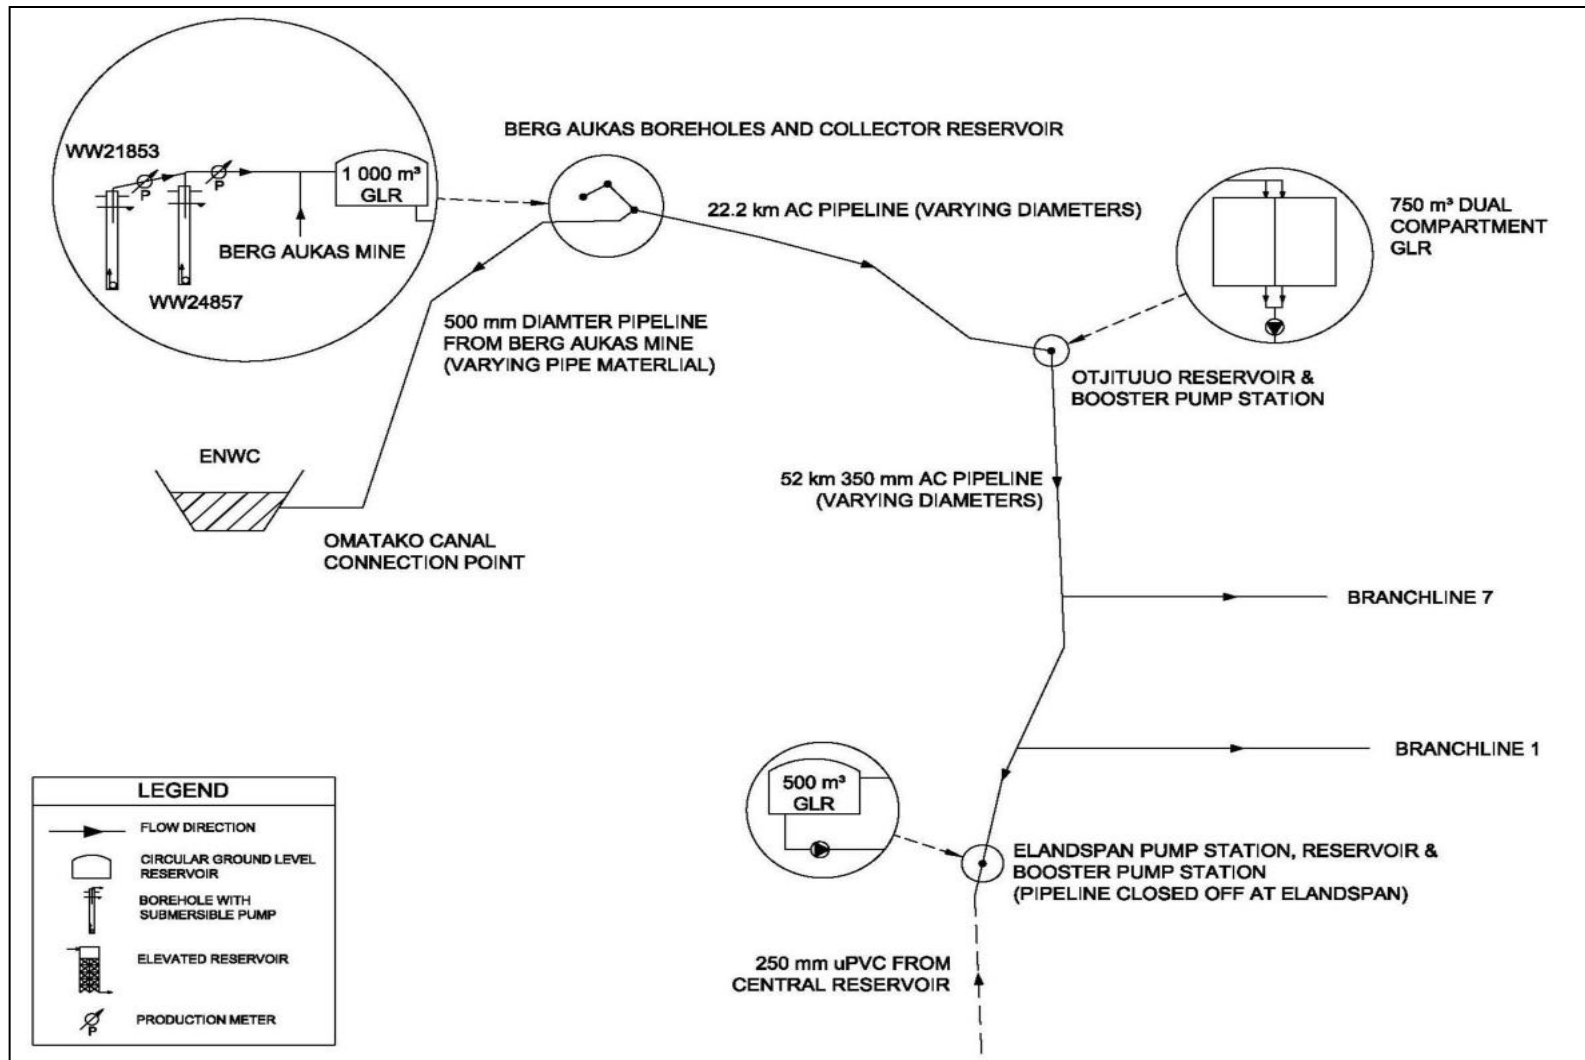 WW21853
P
P
1 000 m³
GLR
BERG AUKAS MINE
WW24857
BERG AUKAS BOREHOLES AND COLLECTOR RESERVOIR
22.2 km AC PIPELINE (VARYING DIAMETERS)
750 m³ DUAL
COMPARTMENT
GLR
500 mm DIAMTER PIPELINE
FROM BERG AUKAS MINE
(VARYING PIPE MATERLIAL)
OTJITUUO RESERVOIR &
BOOSTER PUMP STATION
ENWC
OMATAKO CANAL
CONNECTION POINT
52 km 350 mm AC PIPELINE
(VARYING DIAMETERS)
BRANCHLINE 7
BRANCHLINE 1
500 m³
GLR
ELANDSPAN PUMP STATION, RESERVOIR &
BOOSTER PUMP STATION
(PIPELINE CLOSED OFF AT ELANDSPAN)
250 mm uPVC FROM
CENTRAL RESERVOIR
LEGEND
FLOW DIRECTION
CIRCULAR GROUND LEVEL
RESERVOIR
BOREHOLE WITH
SUBMERSIBLE PUMP
ELEVATED RESERVOIR
P
PRODUCTION METER